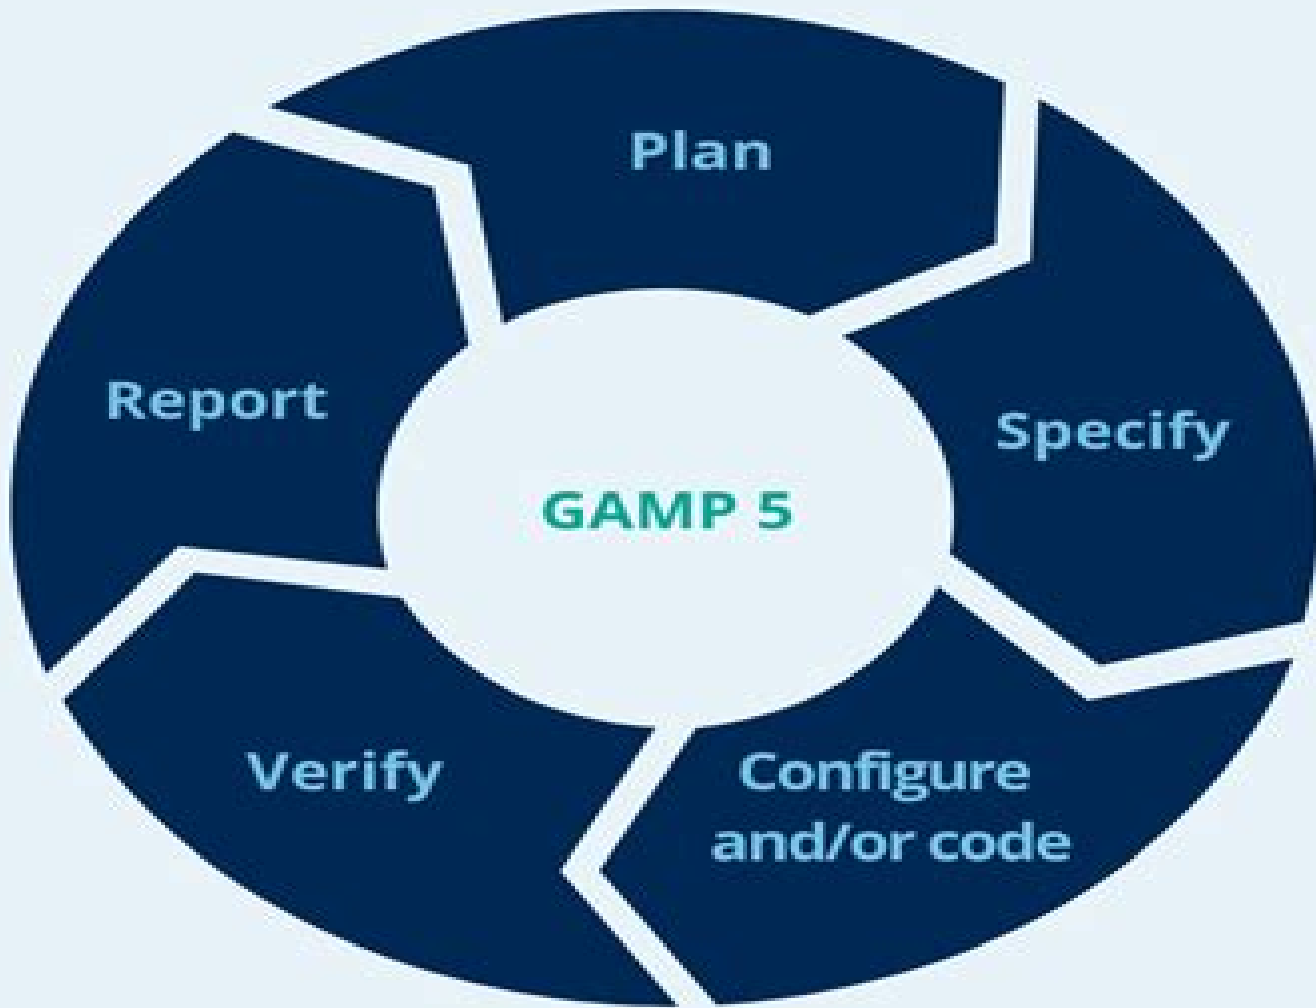 Plan
Specify
Configure
and/or code
Verify
Report
GAMP 5